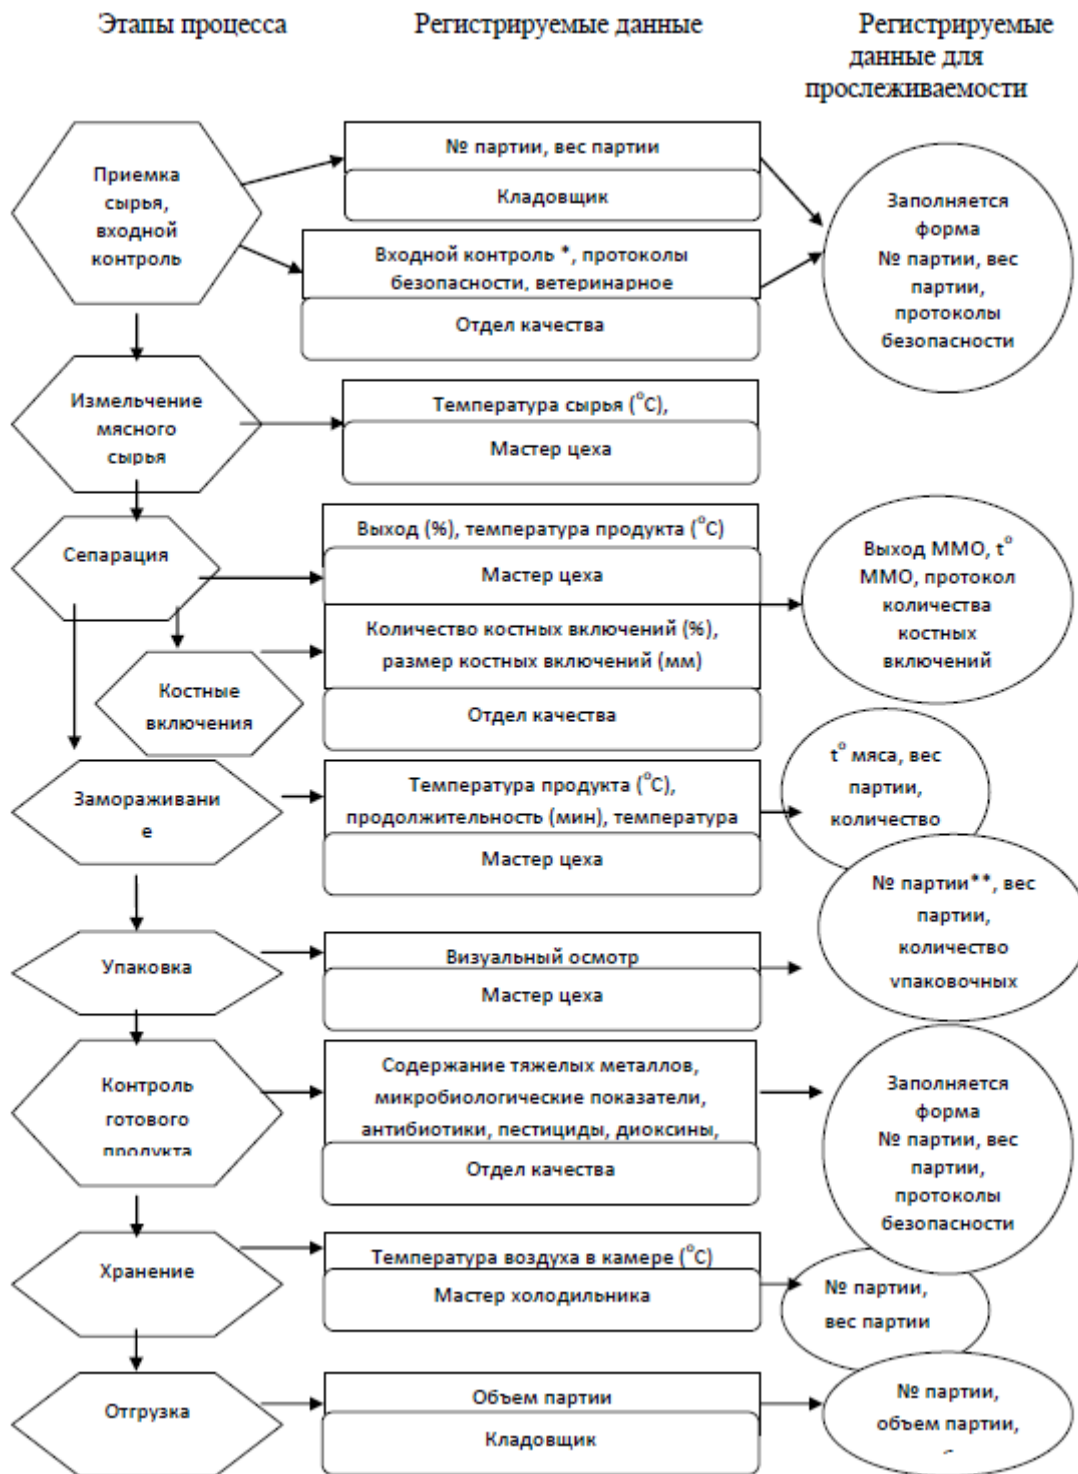 Этапы процесса
Регистрируемые данные
Регистрируемые
данные для
прослеживаемости
Приемка
сырья,
входной
контроль
№ партии, вес партии
Кладовщик
Входной контроль *, протоколы
безопасности, ветеринарное
Отдел качества
Заполняется
форма
№ партии, вес
партии,
протоколы
безопасности
Измельчение
мясного
сырья
Температура сырья (°С),
Мастер цеха
Сепарация
Выход (%), температура продукта (°С)
Мастер цеха
Выход ММО, t°
ММО, протокол
количества
костных
включений
Костные
включения
Количество костных включений (%),
размер костных включений (мм)
Отдел качества
Замораживани
е
Температура продукта (°С),
продолжительность (мин), температура
Мастер цеха
t° мяса, вес
партии,
количество
Упаковка
Визуальный осмотр
Мастер цеха
№ партии**, вес
партии,
количество
упаковочных
Контроль
готового
продукта
Содержание тяжелых металлов,
микробиологические показатели,
антибиотики, пестициды, диоксины,
Отдел качества
Заполняется
форма
№ партии, вес
партии,
протоколы
безопасности
Хранение
Температура воздуха в камере (°С)
Мастер холодильника
№ партии,
вес партии
Отгрузка
Объем партии
Кладовщик
№ партии,
объем партии,